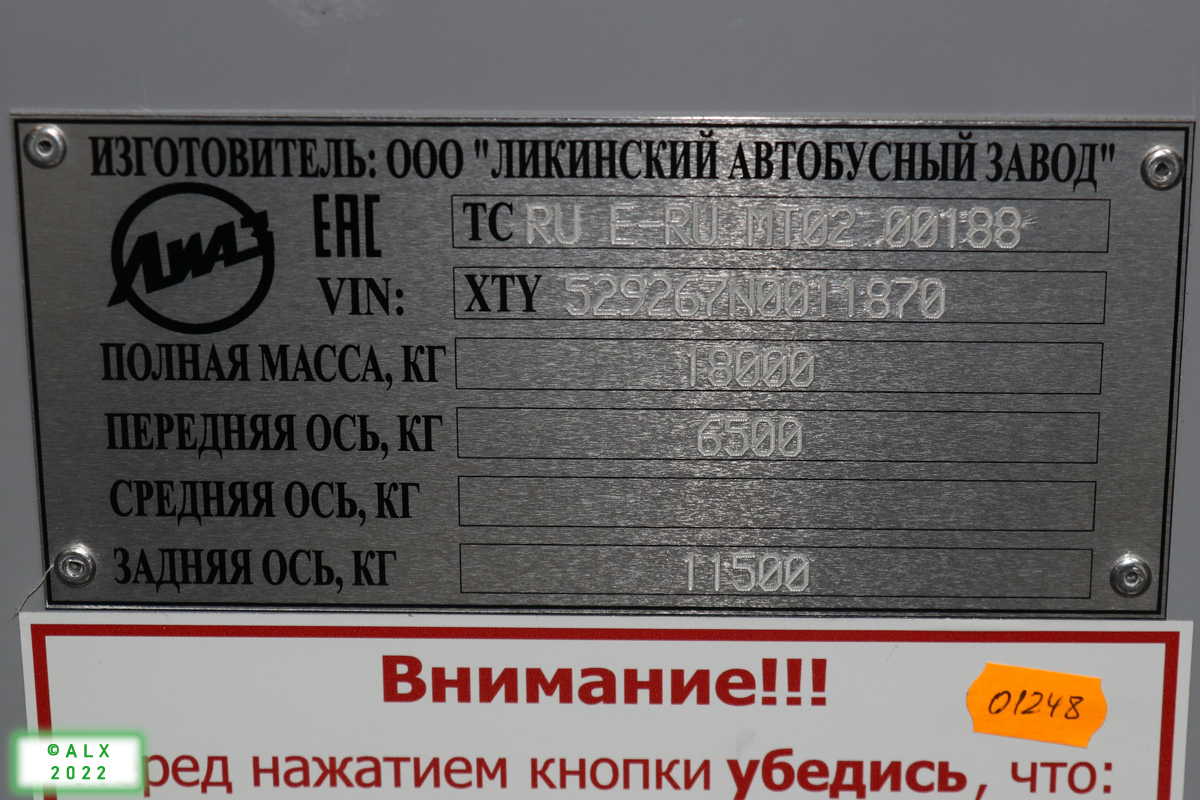 ИЗГОТОВИТЕЛЬ: ООО "ЛИКИНСКИЙ АВТОБУСНЫЙ ЗАВОД"
ЛиАЗ EAC ТС RU E-RU.МТ02.00188
VIN: XTY 529267N0011870
ПОЛНАЯ МАССА, КГ 18000
ПЕРЕДНЯЯ ОСЬ, КГ 6500
СРЕДНЯЯ ОСЬ, КГ
ЗАДНЯЯ ОСЬ, КГ 11500
Внимание!!!
01248
ред нажатием кнопки убедись, что:
©ALX
2022